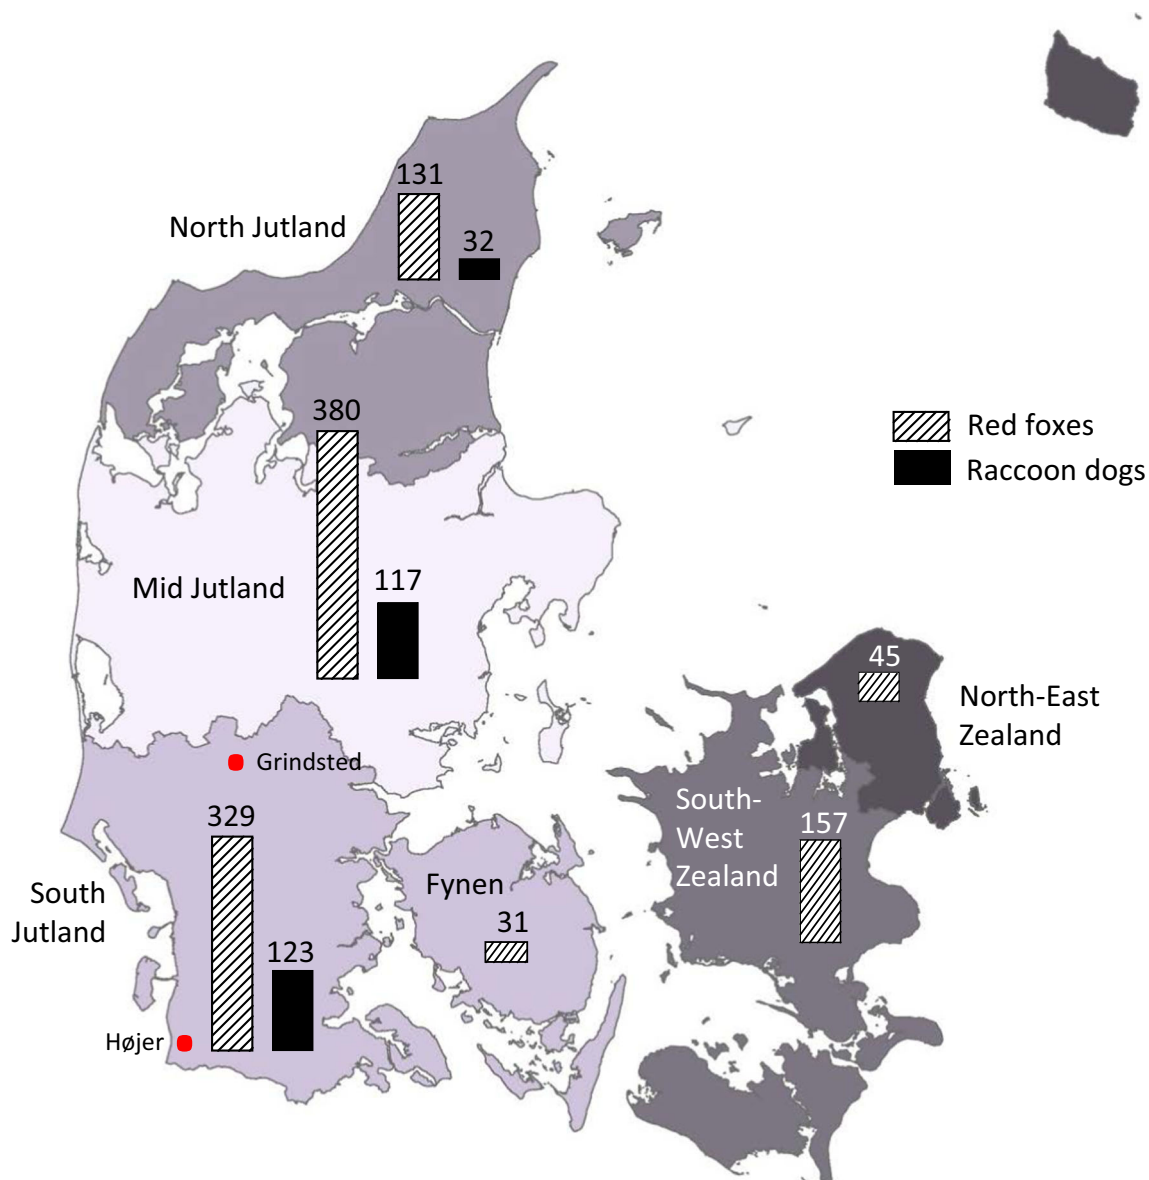 131
North Jutland
32
380
Red foxes
Raccoon dogs
Mid Jutland
117
45
North-East
Zealand
Grindsted
South-
West
Zealand
157
329
South
Jutland
Fynen
31
123
Højer